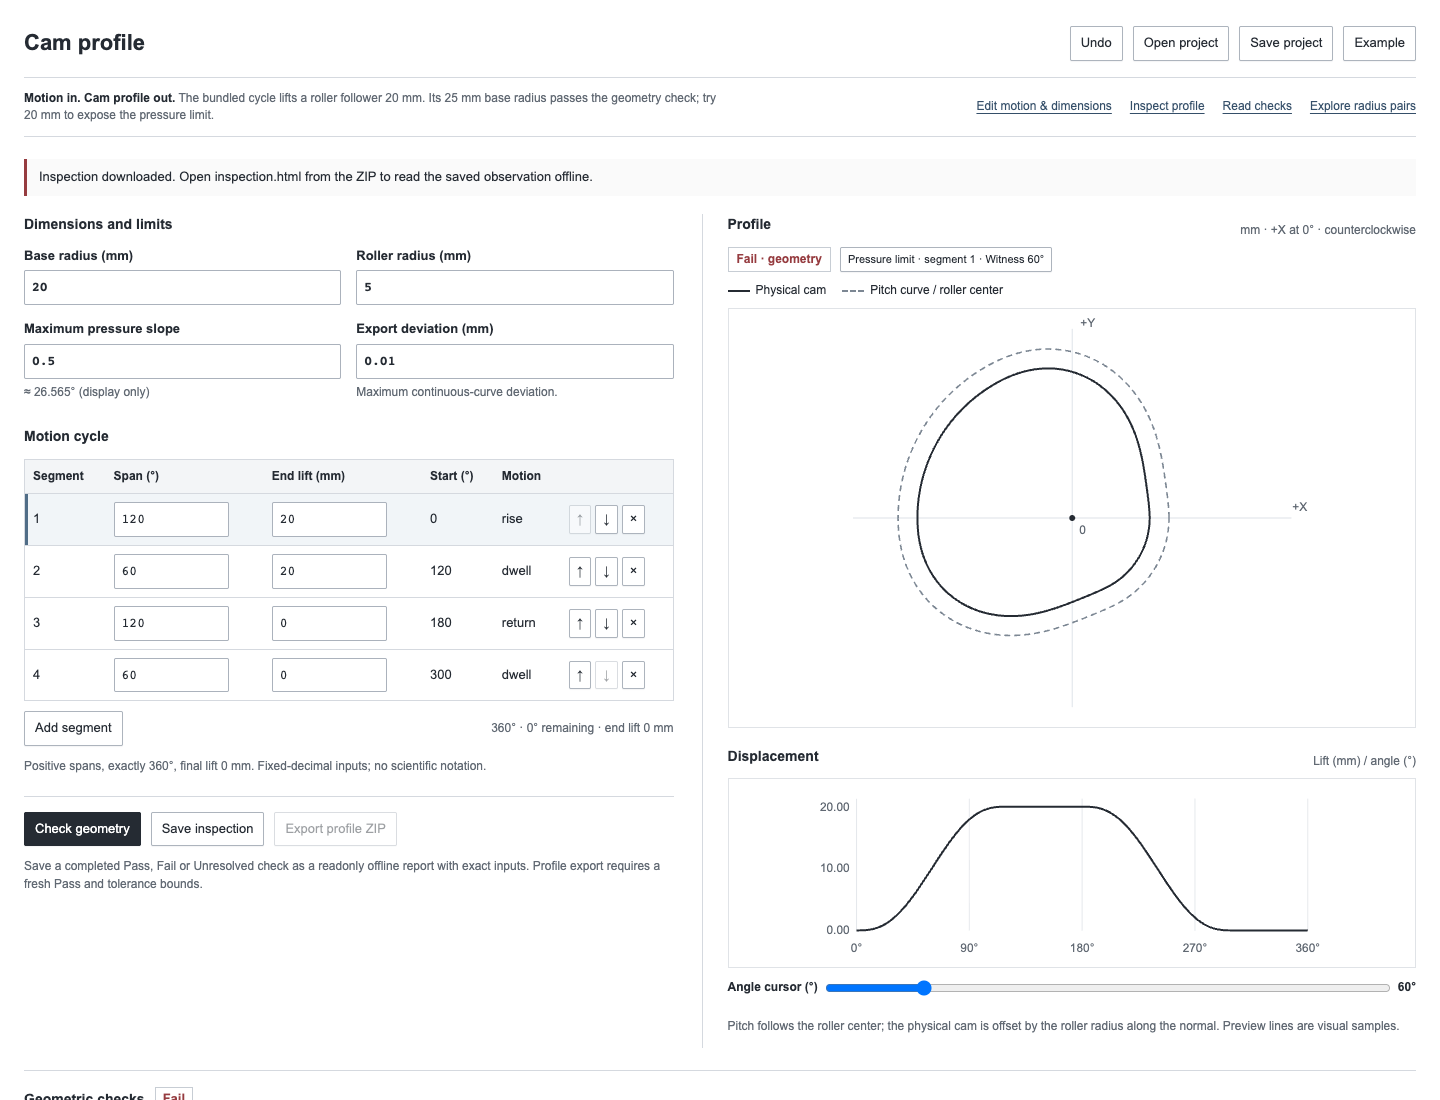 Cam profile
Undo
Open project
Save project
Example
Motion in. Cam profile out. The bundled cycle lifts a roller follower 20 mm. Its 25 mm base radius passes the geometry check; try
20 mm to expose the pressure limit.
Edit motion & dimensions
Inspect profile
Read checks
Explore radius pairs
Inspection downloaded. Open inspection.html from the ZIP to read the saved observation offline.
Dimensions and limits
Base radius (mm)
Roller radius (mm)
20
5
Maximum pressure slope
Export deviation (mm)
0.5
0.01
≈ 26.565° (display only)
Maximum continuous-curve deviation.
Motion cycle
Segment Span (°) End lift (mm) Start (°) Motion
1 120 20 0 rise ↑ ↓ ×
2 60 20 120 dwell ↑ ↓ ×
3 120 0 180 return ↑ ↓ ×
4 60 0 300 dwell ↑ ↓ ×
Add segment
360° · 0° remaining · end lift 0 mm
Positive spans, exactly 360°, final lift 0 mm. Fixed-decimal inputs; no scientific notation.
Check geometry
Save inspection
Export profile ZIP
Save a completed Pass, Fail or Unresolved check as a readonly offline report with exact inputs. Profile export requires a
fresh Pass and tolerance bounds.
Profile
mm · +X at 0° · counterclockwise
Fail · geometry
Pressure limit · segment 1 · Witness 60°
Physical cam
Pitch curve / roller center
+Y
+X
0
Displacement
Lift (mm) / angle (°)
20.00
10.00
0.00
0° 90° 180° 270° 360°
Angle cursor (°)
60°
Pitch follows the roller center; the physical cam is offset by the roller radius along the normal. Preview lines are visual samples.
Geometric checks
Fail